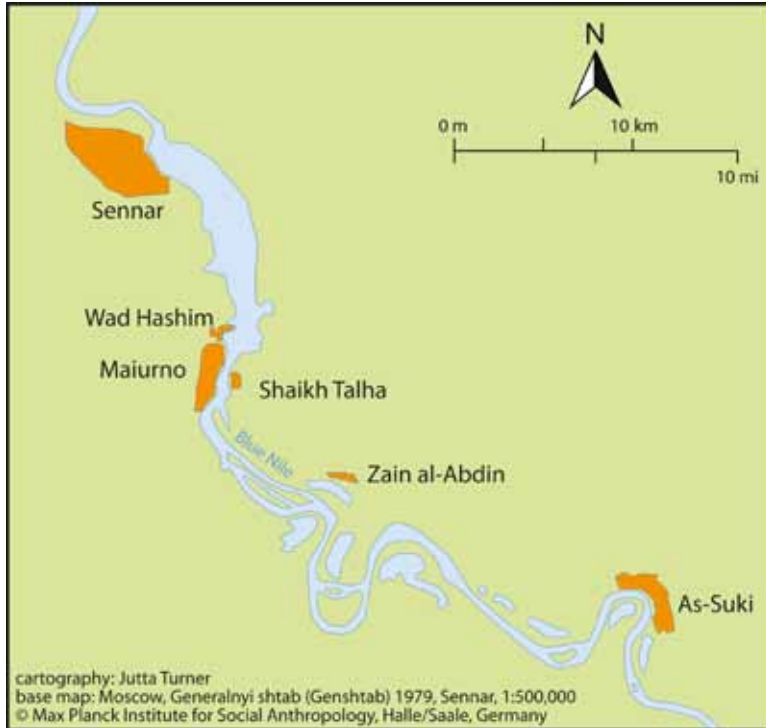 N
0 m 10 km
10 mi
Sennar
Wad Hashim
Maiurno
Shaikh Talha
Blue Nile
Zain al-Abdin
As-Suki
cartography: Jutta Turner
base map: Moscow, Generalnyi shtab (Genshtab) 1979, Sennar, 1:500,000
© Max Planck Institute for Social Anthropology, Halle/Saale, Germany